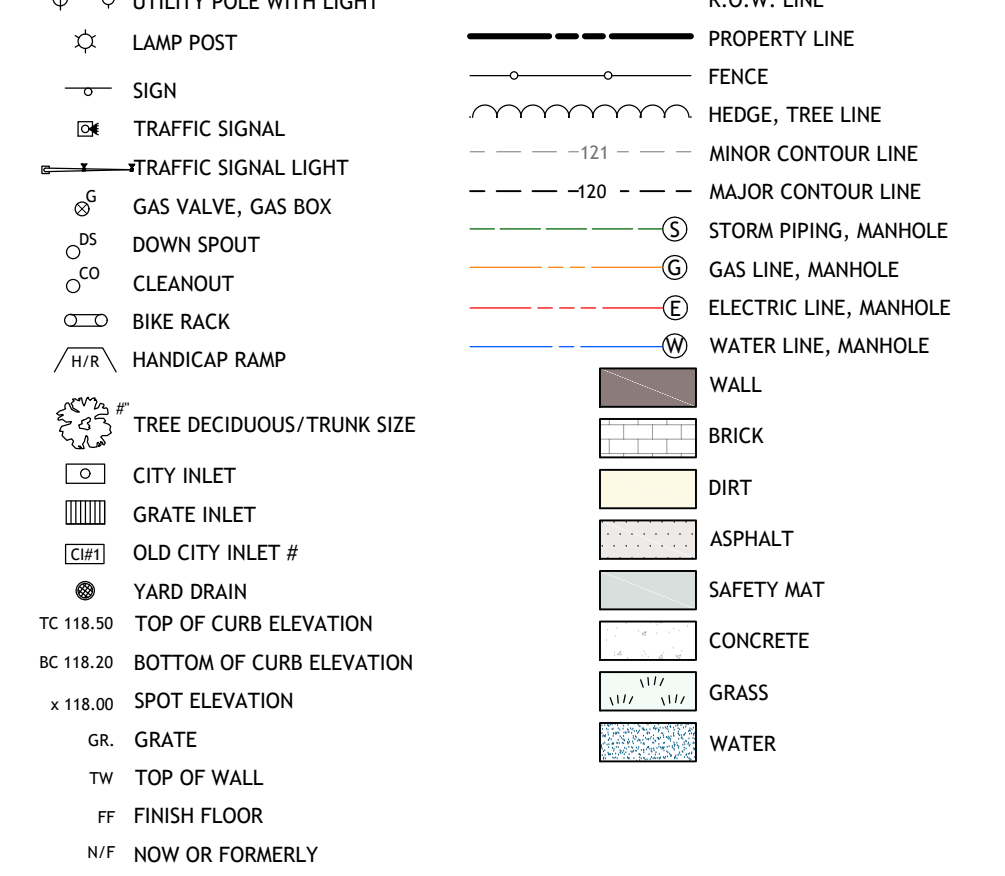 UTILITY POLE WITH LIGHT
LAMP POST
SIGN
TRAFFIC SIGNAL
TRAFFIC SIGNAL LIGHT
G GAS VALVE, GAS BOX
DS DOWN SPOUT
CO CLEANOUT
BIKE RACK
H/R HANDICAP RAMP
#" TREE DECIDUOUS/TRUNK SIZE
CITY INLET
GRATE INLET
CI#1 OLD CITY INLET #
YARD DRAIN
TC 118.50 TOP OF CURB ELEVATION
BC 118.20 BOTTOM OF CURB ELEVATION
x 118.00 SPOT ELEVATION
GR. GRATE
TW TOP OF WALL
FF FINISH FLOOR
N/F NOW OR FORMERLY
R.O.W. LINE
PROPERTY LINE
FENCE
HEDGE, TREE LINE
121 MINOR CONTOUR LINE
120 MAJOR CONTOUR LINE
S STORM PIPING, MANHOLE
G GAS LINE, MANHOLE
E ELECTRIC LINE, MANHOLE
W WATER LINE, MANHOLE
WALL
BRICK
DIRT
ASPHALT
SAFETY MAT
CONCRETE
GRASS
WATER